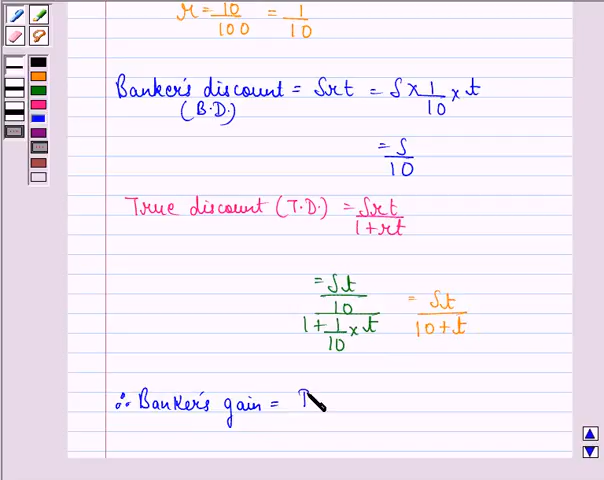 r = 10/100 = 1/10
Banker's discount = Srt = S × 1/10 × t
(B.D.)
= S/10
True discount (T.D.) = Srt/1+rt
= St/10/1+1/10 × t = St/10+t
∴ Banker's gain =